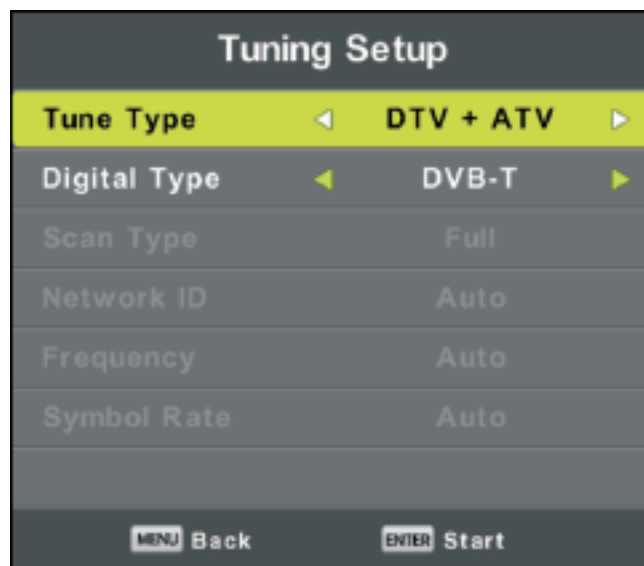 Tuning Setup
Tune Type DTV + ATV
Digital Type DVB-T
Scan Type Full
Network ID Auto
Frequency Auto
Symbol Rate Auto
MENU Back ENTER Start